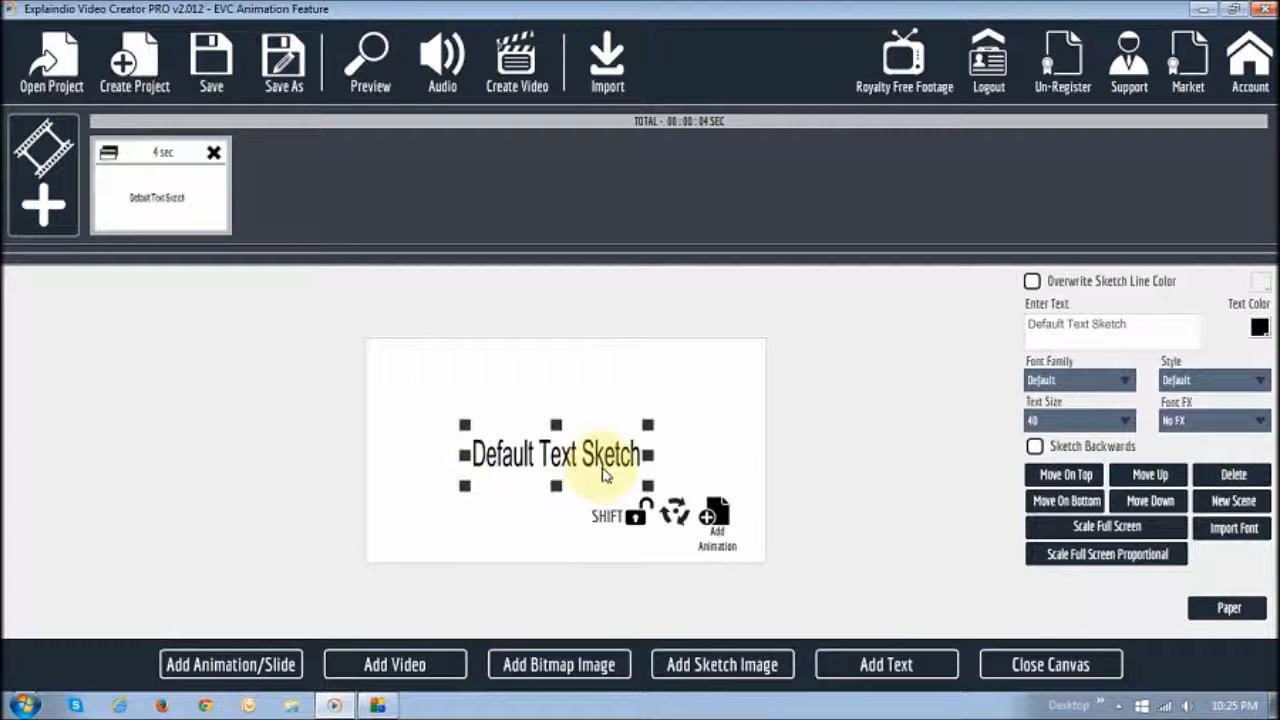 Explaindio Video Creator PRO v2.012 - EVC Animation Feature
Open Project
Create Project
Save
Save As
Preview
Audio
Create Video
Import
Royalty Free Footage
Logout
Un-Register
Support
Market
Account
TOTAL - 00:00:04 SEC
4 sec
Default Text Sketch
Overwrite Sketch Line Color
Enter Text
Text Color
Default Text Sketch
Font Family
Style
Default
Default
Text Size
Font FX
40
No FX
Sketch Backwards
Move On Top
Move Up
Delete
Move On Bottom
Move Down
New Scene
Scale Full Screen
Import Font
Scale Full Screen Proportional
Paper
Default Text Sketch
SHIFT
Add
Animation
Add Animation/Slide
Add Video
Add Bitmap Image
Add Sketch Image
Add Text
Close Canvas
Desktop
10:25 PM